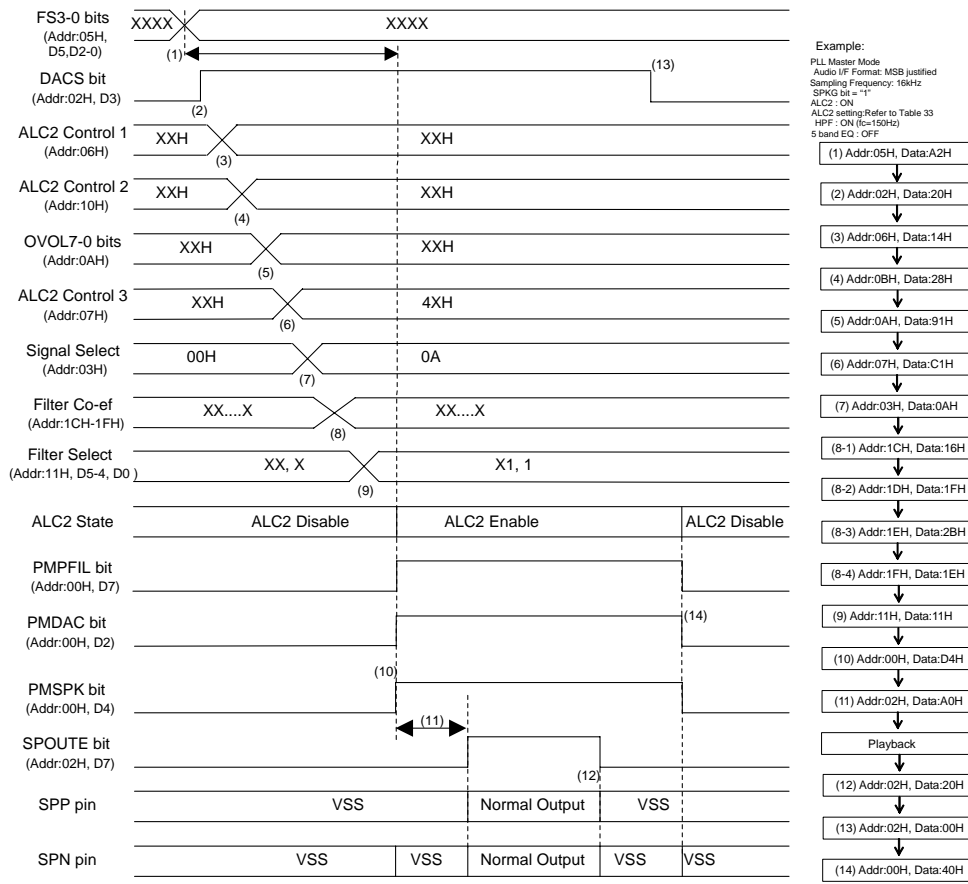 FS3-0 bits
(Addr:05H,
D5,D2-0)
XXXX
XXXX
(1)
DACS bit
(Addr:02H, D3)
(2)
(13)
ALC2 Control 1
(Addr:06H)
XXH
XXH
(3)
ALC2 Control 2
(Addr:10H)
XXH
XXH
(4)
OVOL7-0 bits
(Addr:0AH)
XXH
XXH
(5)
ALC2 Control 3
(Addr:07H)
XXH
4XH
(6)
Signal Select
(Addr:03H)
00H
0A
(7)
Filter Co-ef
(Addr:1CH-1FH)
XX....X
XX....X
(8)
Filter Select
(Addr:11H, D5-4, D0 )
XX, X
X1, 1
(9)
ALC2 State
ALC2 Disable
ALC2 Enable
ALC2 Disable
PMPFIL bit
(Addr:00H, D7)
PMDAC bit
(Addr:00H, D2)
(14)
(10)
PMSPK bit
(Addr:00H, D4)
(11)
SPOUTE bit
(Addr:02H, D7)
(12)
SPP pin
VSS
Normal Output
VSS
SPN pin
VSS
VSS
Normal Output
VSS
VSS
Example:
PLL Master Mode
Audio I/F Format: MSB justified
Sampling Frequency: 16kHz
SPKG bit = "1"
ALC2 : ON
ALC2 setting:Refer to Table 33
HPF : ON (fc=150Hz)
5 band EQ : OFF
(1) Addr:05H, Data:A2H
(2) Addr:02H, Data:20H
(3) Addr:06H, Data:14H
(4) Addr:0BH, Data:28H
(5) Addr:0AH, Data:91H
(6) Addr:07H, Data:C1H
(7) Addr:03H, Data:0AH
(8-1) Addr:1CH, Data:16H
(8-2) Addr:1DH, Data:1FH
(8-3) Addr:1EH, Data:2BH
(8-4) Addr:1FH, Data:1EH
(9) Addr:11H, Data:11H
(10) Addr:00H, Data:D4H
(11) Addr:02H, Data:A0H
Playback
(12) Addr:02H, Data:20H
(13) Addr:02H, Data:00H
(14) Addr:00H, Data:40H